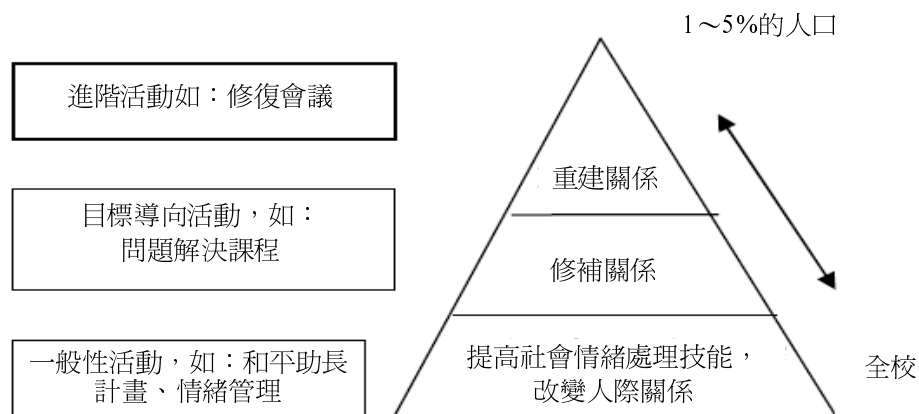 1～5%的人口
進階活動如：修復會議
重建關係
目標導向活動，如：
問題解決課程
修補關係
一般性活動，如：和平助長
計畫、情緒管理
提高社會情緒處理技能，
改變人際關係
全校